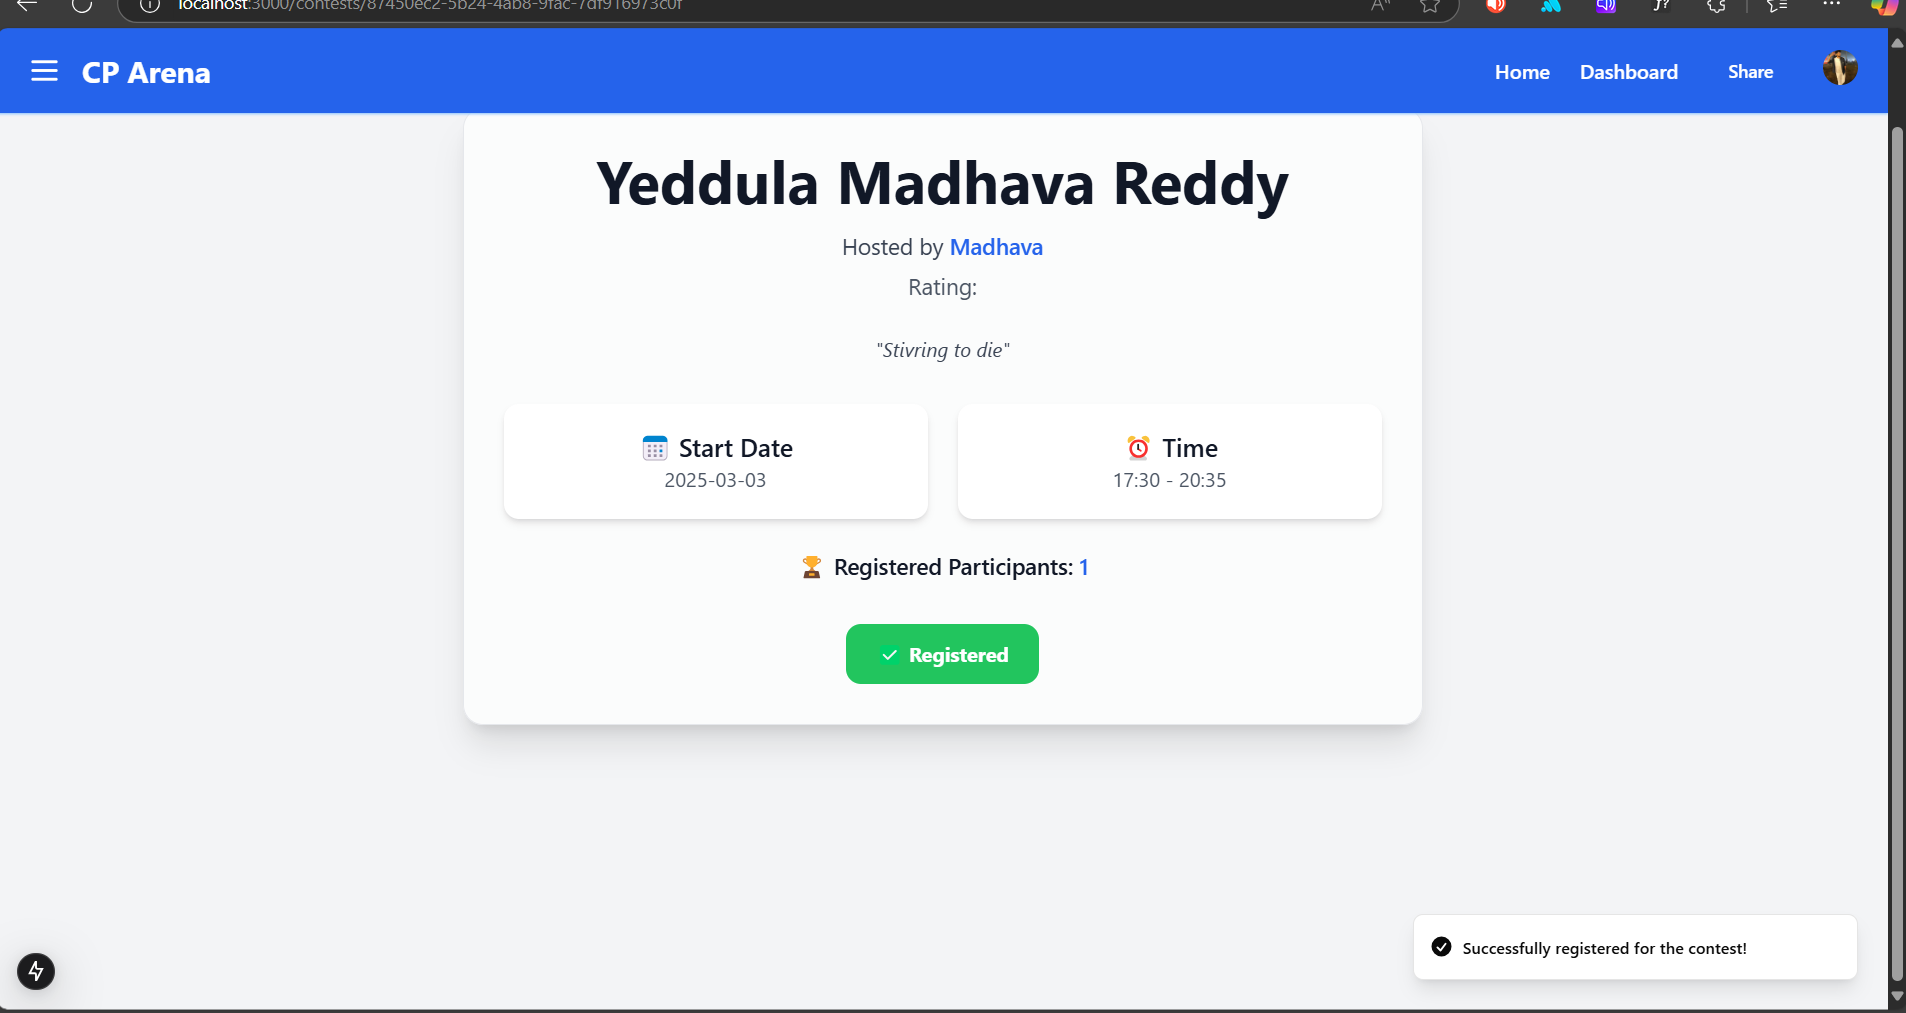 localhost:3000/contests/87450ec2-5b24-4ab8-9fac-7df916973c0f
CP Arena
Home
Dashboard
Share
Yeddula Madhava Reddy
Hosted by Madhava
Rating:
"Stivring to die"
Start Date
2025-03-03
Time
17:30 - 20:35
Registered Participants: 1
Registered
Successfully registered for the contest!